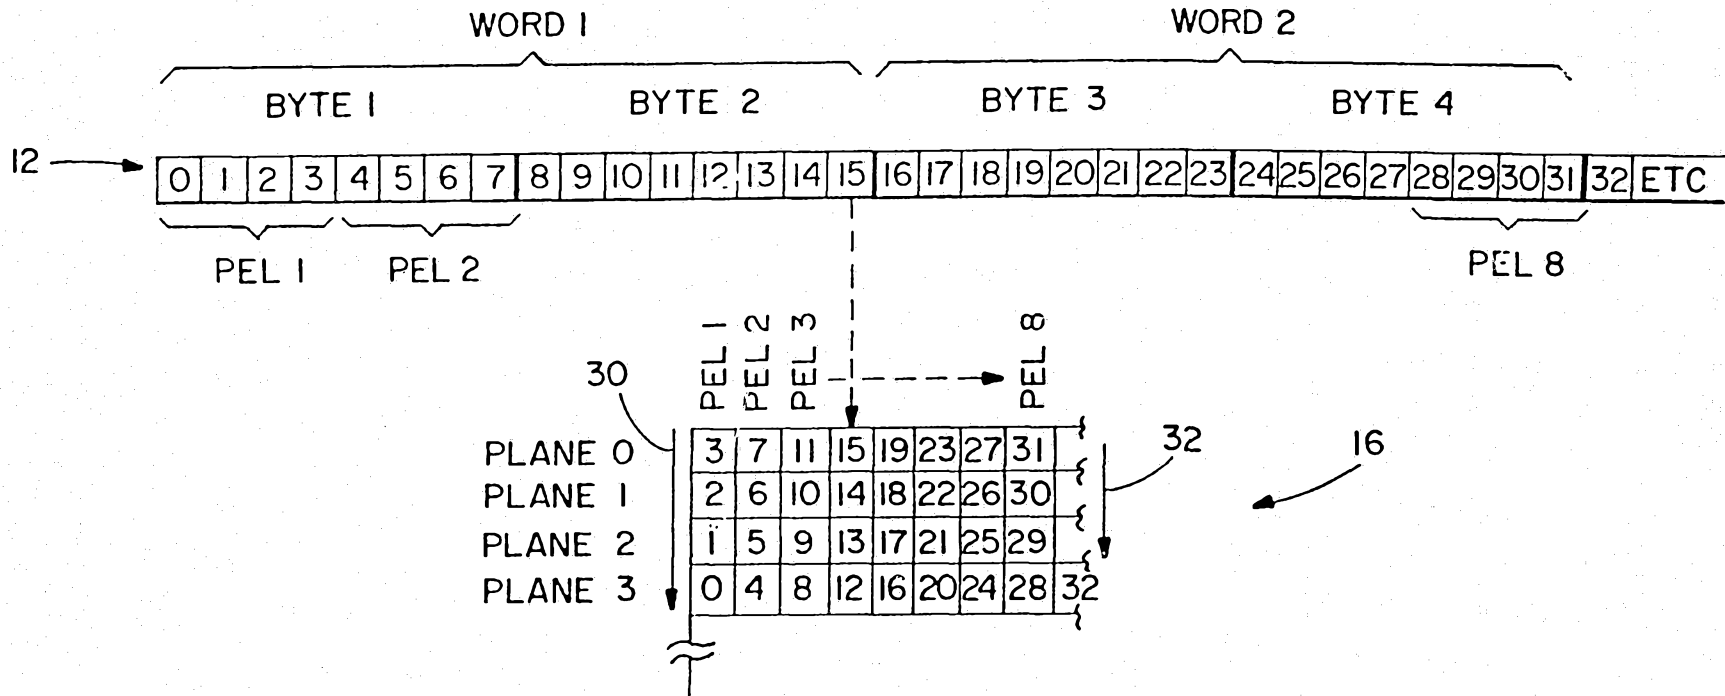 WORD 1 WORD 2
BYTE 1 BYTE 2 BYTE 3 BYTE 4
12 0 1 2 3 4 5 6 7 8 9 10 11 12 13 14 15 16 17 18 19 20 21 22 23 24 25 26 27 28 29 30 31 32 ETC
PEL 1 PEL 2 PEL 8
PEL 1 PEL 2 PEL 3 PEL 8
30
PLANE 0 3 7 11 15 19 23 27 31 32 16
PLANE 1 2 6 10 14 18 22 26 30
PLANE 2 1 5 9 13 17 21 25 29
PLANE 3 0 4 8 12 16 20 24 28 32